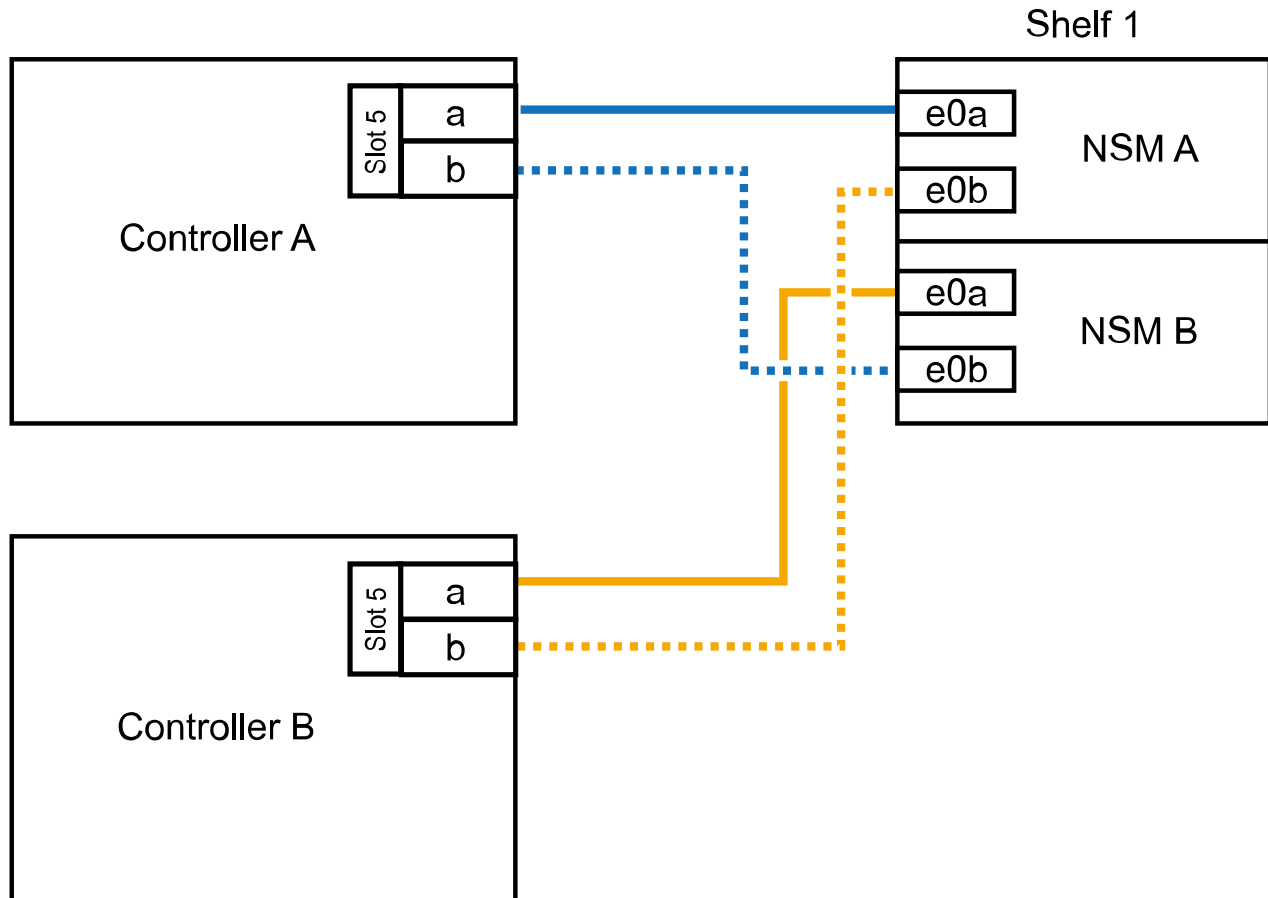 Shelf 1
Slot 5
a
b
Controller A
e0a
e0b
NSM A
e0a
e0b
NSM B
Slot 5
a
b
Controller B